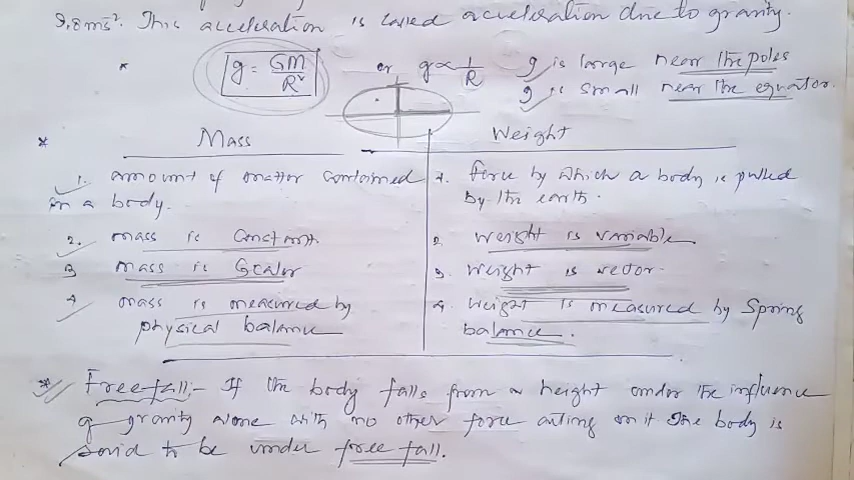 9.8ms². This acceleration is called acceleration due to gravity.
* g = GM/R² or g ∝ 1/R g is large near the poles
g is small near the equator.
* Mass Weight
1. amount of matter contained
in a body.
1. Force by which a body is pulled
by the earth.
2. mass is Constant
2. Weight is variable
3 mass is Scalar
3. Weight is vector.
4 mass is measured by
physical balance
4. Weight is measured by Spring
balance.
* Free fall:- If the body falls from a height under the influence
of gravity alone with no other force acting on it The body is
said to be under free fall.